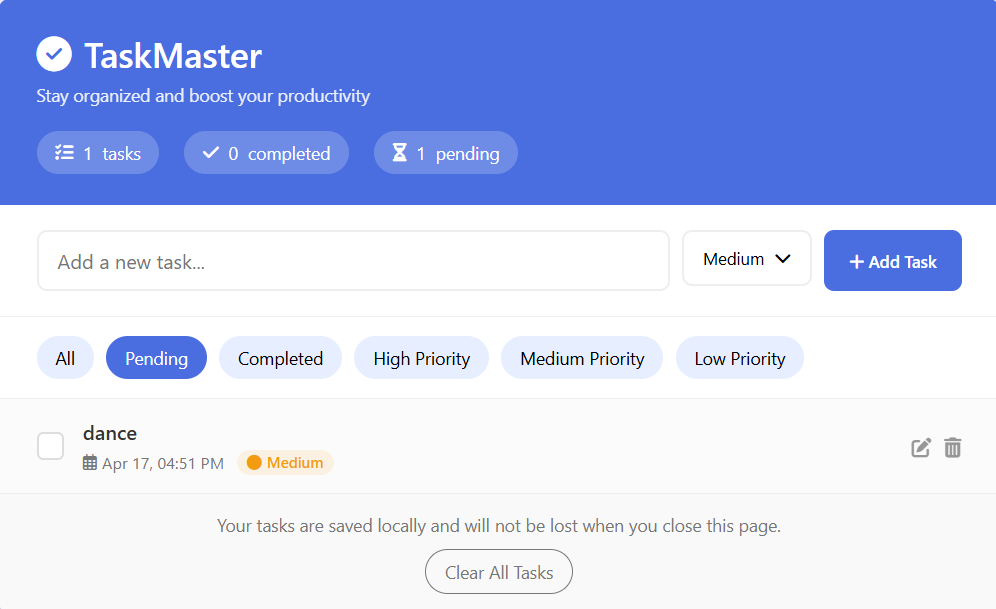 TaskMaster
Stay organized and boost your productivity
1 tasks 0 completed 1 pending
Add a new task... Medium Add Task
All Pending Completed High Priority Medium Priority Low Priority
dance
Apr 17, 04:51 PM Medium
Your tasks are saved locally and will not be lost when you close this page.
Clear All Tasks